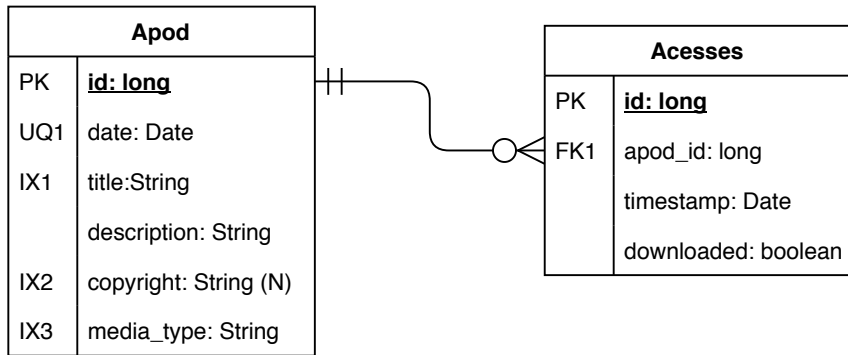 Apod
PK id: long
UQ1 date: Date
IX1 title:String
description: String
IX2 copyright: String (N)
IX3 media_type: String
Acesses
PK id: long
FK1 apod_id: long
timestamp: Date
downloaded: boolean